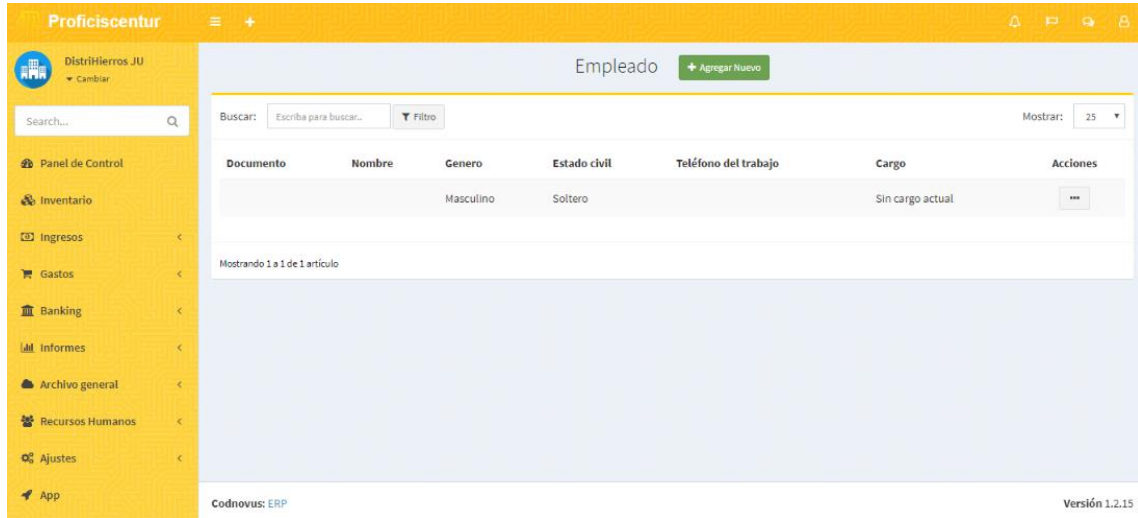 Proficiscentur
DistriHierros JU
Cambiar
Search...
Panel de Control
Inventario
Ingresos
Gastos
Banking
Informes
Archivo general
Recursos Humanos
Ajustes
App
Empleado
+ Agregar Nuevo
Buscar: Escriba para buscar.. Filtro
Mostrar: 25
Documento Nombre Genero Estado civil Teléfono del trabajo Cargo Acciones
Masculino Soltero Sin cargo actual
Mostrando 1 a 1 de 1 artículo
Codnovus: ERP
Versión 1.2.15